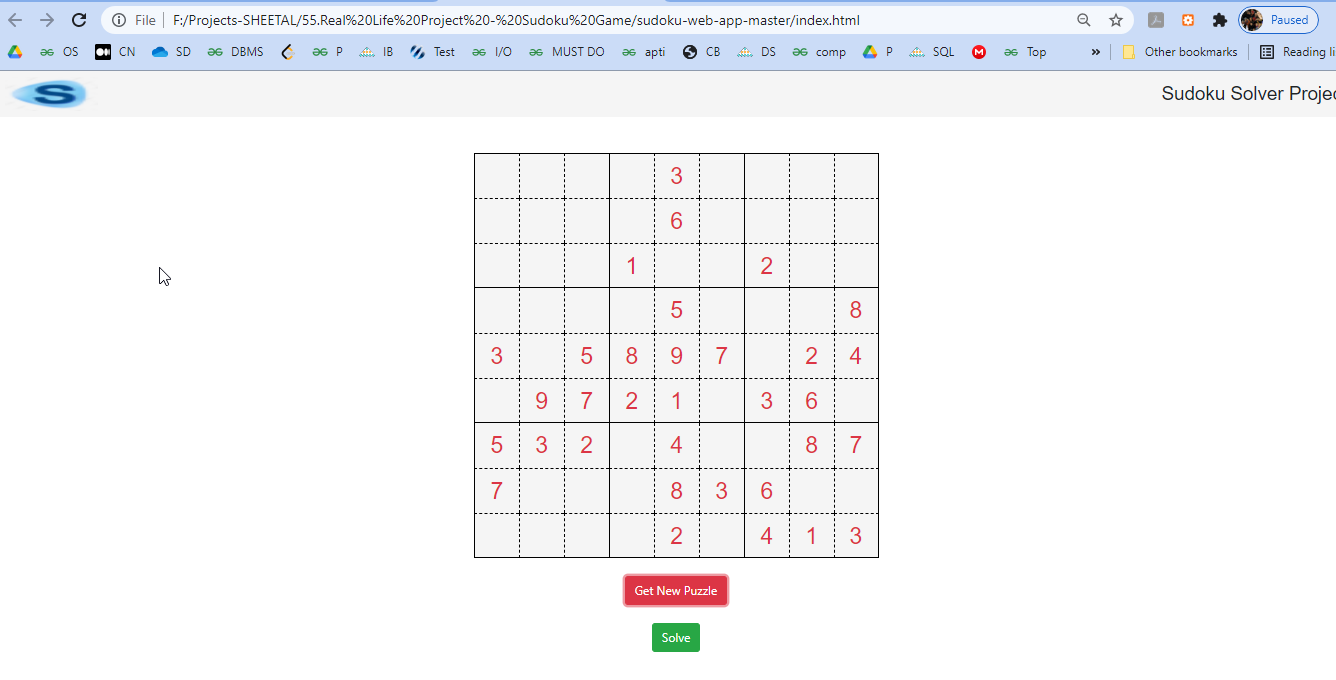 File F:/Projects-SHEETAL/55.Real%20Life%20Project%20-%20Sudoku%20Game/sudoku-web-app-master/index.html Paused
OS CN SD DBMS P IB Test I/O MUST DO apti CB DS comp P SQL M Top » Other bookmarks Reading li
S Sudoku Solver Projec
3
6
1 2
5 8
3 5 8 9 7 2 4
9 7 2 1 3 6
5 3 2 4 8 7
7 8 3 6
2 4 1 3
Get New Puzzle
Solve